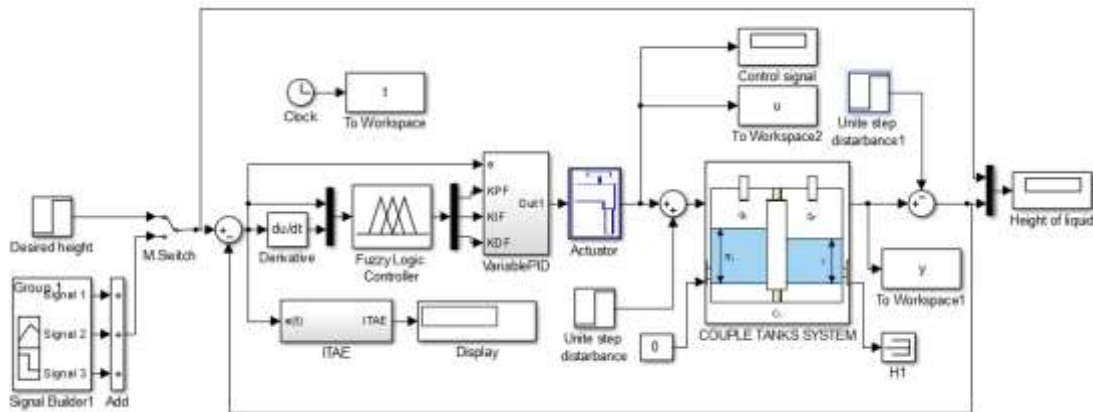 Control signal
t
Clock
To Workspace
u
To Workspace2
Unite step
distarbance1
Desired height
M.Switch
du/dt
Derikative
Fuzzy Logic
Controller
e
KPF
KIF
KDF
Out1
VariablePID
Actuator
Height of liquid
Group 1
Signal 1
Signal 2
Signal 3
Signal Builder1
Add
e(t)
ITAE
ITAE
Display
Unite step
distarbance
0
COUPLE TANKS SYSTEM
y
To Workspace1
H1